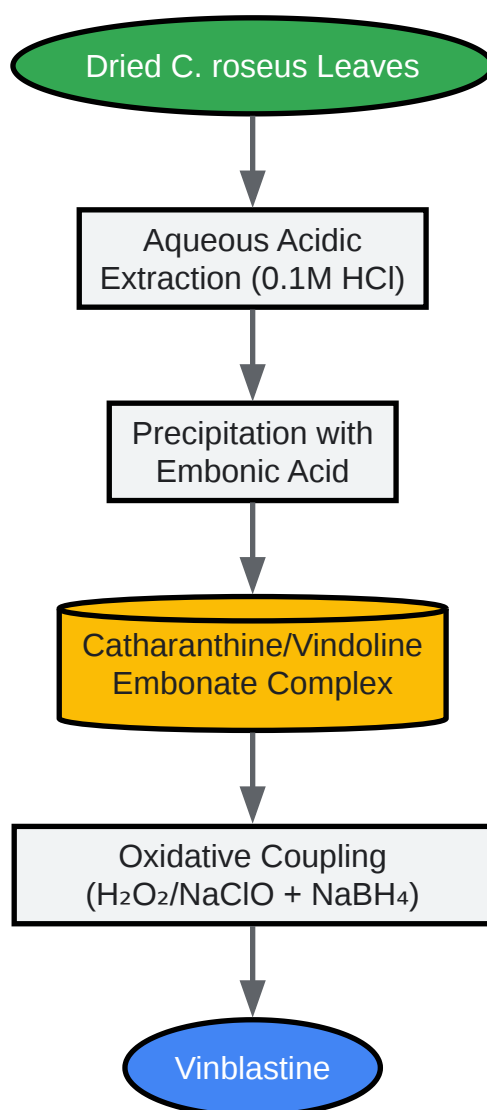 Dried C. roseus Leaves
Aqueous Acidic
Extraction (0.1M HCl)
Precipitation with
Embonic Acid
Catharanthine/Vindoline
Embonate Complex
Oxidative Coupling
(H₂O₂/NaClO + NaBH₄)
Vinblastine